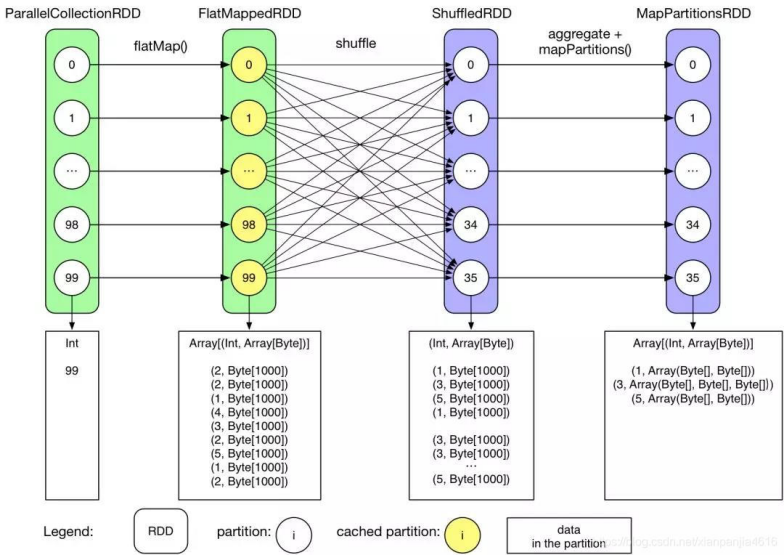 ParallelCollectionRDD
FlatMappedRDD
ShuffledRDD
MapPartitionsRDD
flatMap()
shuffle
aggregate +
mapPartitions()
0
0
0
0
1
1
1
1
...
...
...
...
98
98
34
34
99
99
35
35
Int
99
Array[(Int, Array[Byte])]
(2, Byte[1000])
(2, Byte[1000])
(1, Byte[1000])
(4, Byte[1000])
(3, Byte[1000])
(2, Byte[1000])
(5, Byte[1000])
(1, Byte[1000])
(2, Byte[1000])
(Int, Array[Byte])
(1, Byte[1000])
(3, Byte[1000])
(5, Byte[1000])
(1, Byte[1000])
(3, Byte[1000])
(3, Byte[1000])
...
(5, Byte[1000])
Array[(Int, Array[Byte])]
(1, Array(Byte[], Byte[]))
(3, Array(Byte[], Byte[], Byte[]))
(5, Array(Byte[], Byte[]))
Legend:
RDD
partition:
i
cached partition:
i
data
in the partition